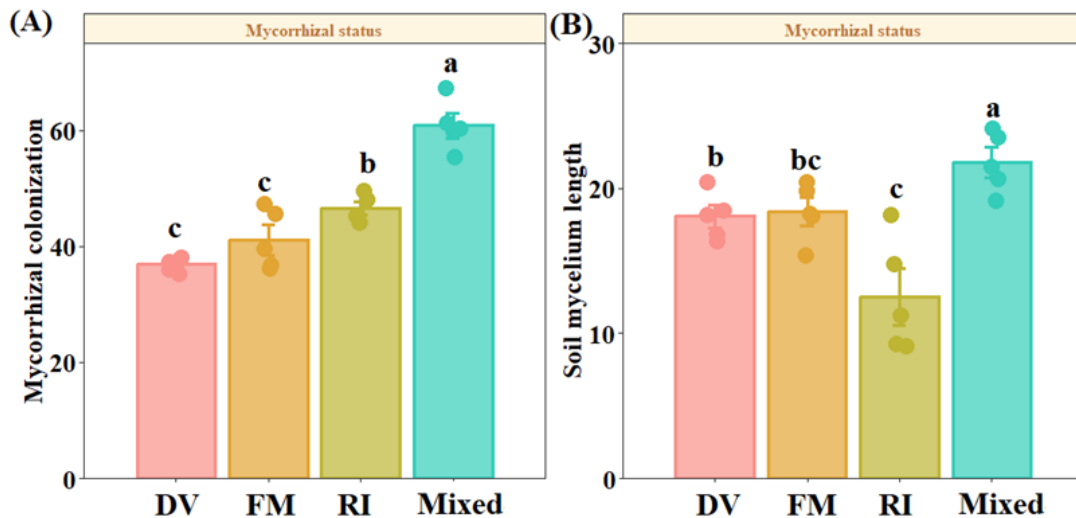 (A)
Mycorrhizal status
Mycorrhizal colonization
60
40
20
0
c
c
b
a
DV FM RI Mixed
(B)
Mycorrhizal status
Soil mycelium length
30
20
10
0
b
bc
c
a
DV FM RI Mixed